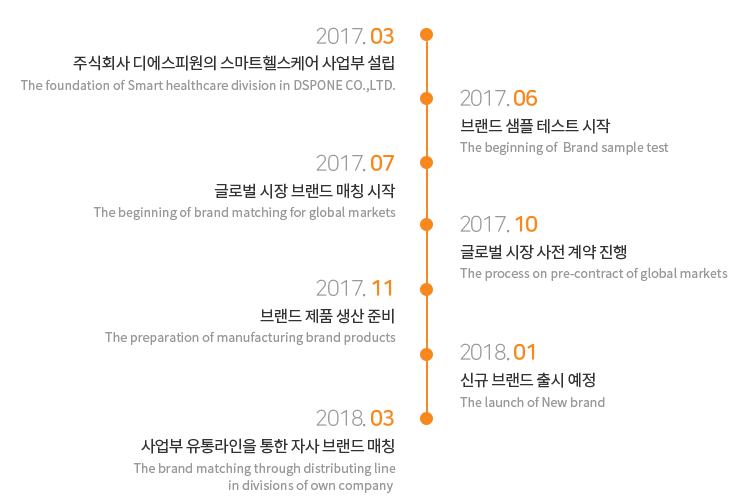 2017. 03
주식회사 디에스피원의 스마트헬스케어 사업부 설립
The foundation of Smart healthcare division in DSPONE CO.,LTD.
2017. 06
브랜드 샘플 테스트 시작
The beginning of Brand sample test
2017. 07
글로벌 시장 브랜드 매칭 시작
The beginning of brand matching for global markets
2017. 10
글로벌 시장 사전 계약 진행
The process on pre-contract of global markets
2017. 11
브랜드 제품 생산 준비
The preparation of manufacturing brand products
2018. 01
신규 브랜드 출시 예정
The launch of New brand
2018. 03
사업부 유통라인을 통한 자사 브랜드 매칭
The brand matching through distributing line
in divisions of own company